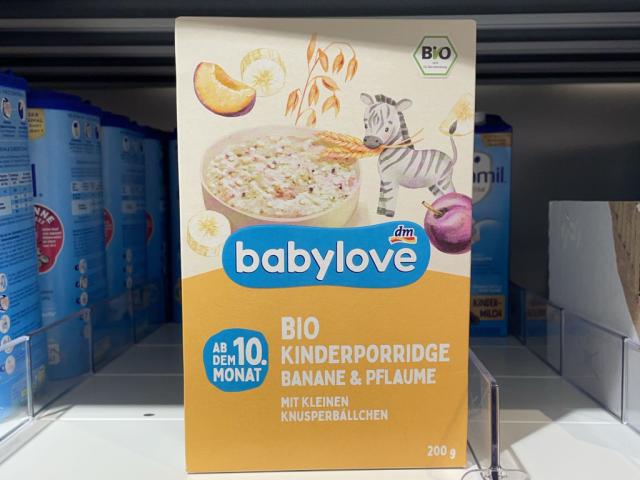 BIO
dm
babylove
AB
DEM 10.
MONAT
BIO
KINDERPORRIDGE
BANANE & PFLAUME
MIT KLEINEN
KNUSPERBÄLLCHEN
200 g
mil
KINDER-
MILCH